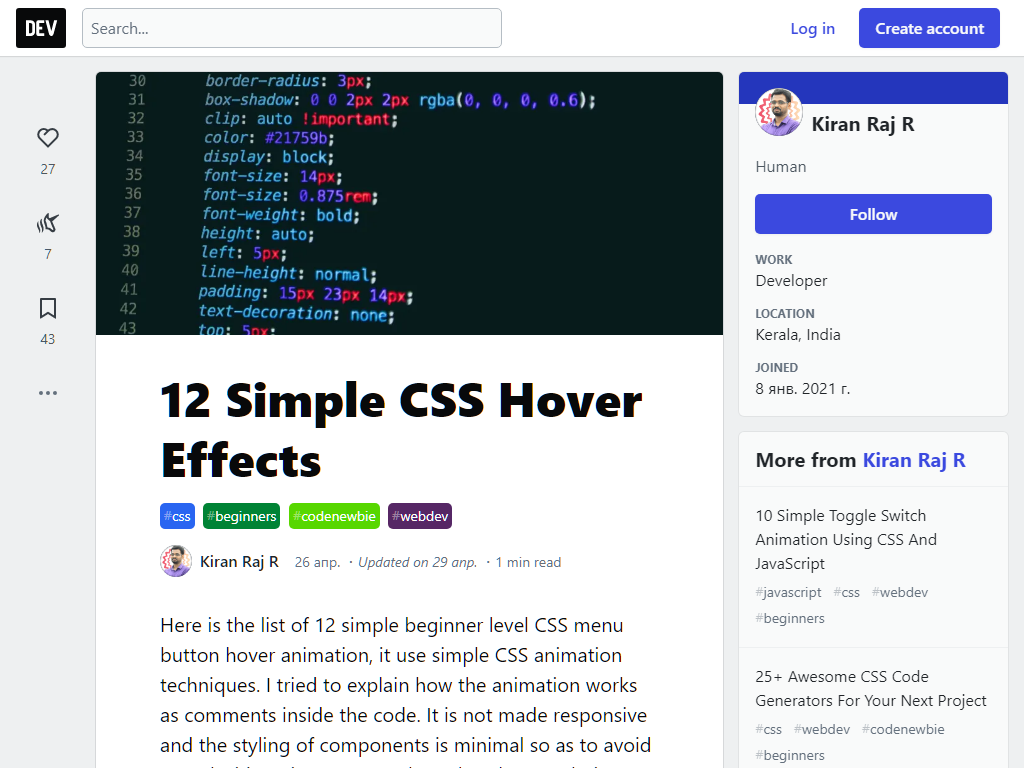 DEV
Search...
Log in
Create account
27
7
43
30 border-radius: 3px;
31 box-shadow: 0 0 2px 2px rgba(0, 0, 0, 0.6);
32 clip: auto !important;
33 color: #21759b;
34 display: block;
35 font-size: 14px;
36 font-size: 0.875rem;
37 font-weight: bold;
38 height: auto;
39 left: 5px;
40 line-height: normal;
41 padding: 15px 23px 14px;
42 text-decoration: none;
43 top: 5px;
12 Simple CSS Hover
Effects
#css #beginners #codenewbie #webdev
Kiran Raj R 26 апр. · Updated on 29 апр. · 1 min read
Here is the list of 12 simple beginner level CSS menu
button hover animation, it use simple CSS animation
techniques. I tried to explain how the animation works
as comments inside the code. It is not made responsive
and the styling of components is minimal so as to avoid
Kiran Raj R
Human
Follow
WORK
Developer
LOCATION
Kerala, India
JOINED
8 янв. 2021 г.
More from Kiran Raj R
10 Simple Toggle Switch
Animation Using CSS And
JavaScript
#javascript #css #webdev
#beginners
25+ Awesome CSS Code
Generators For Your Next Project
#css #webdev #codenewbie
#beginners